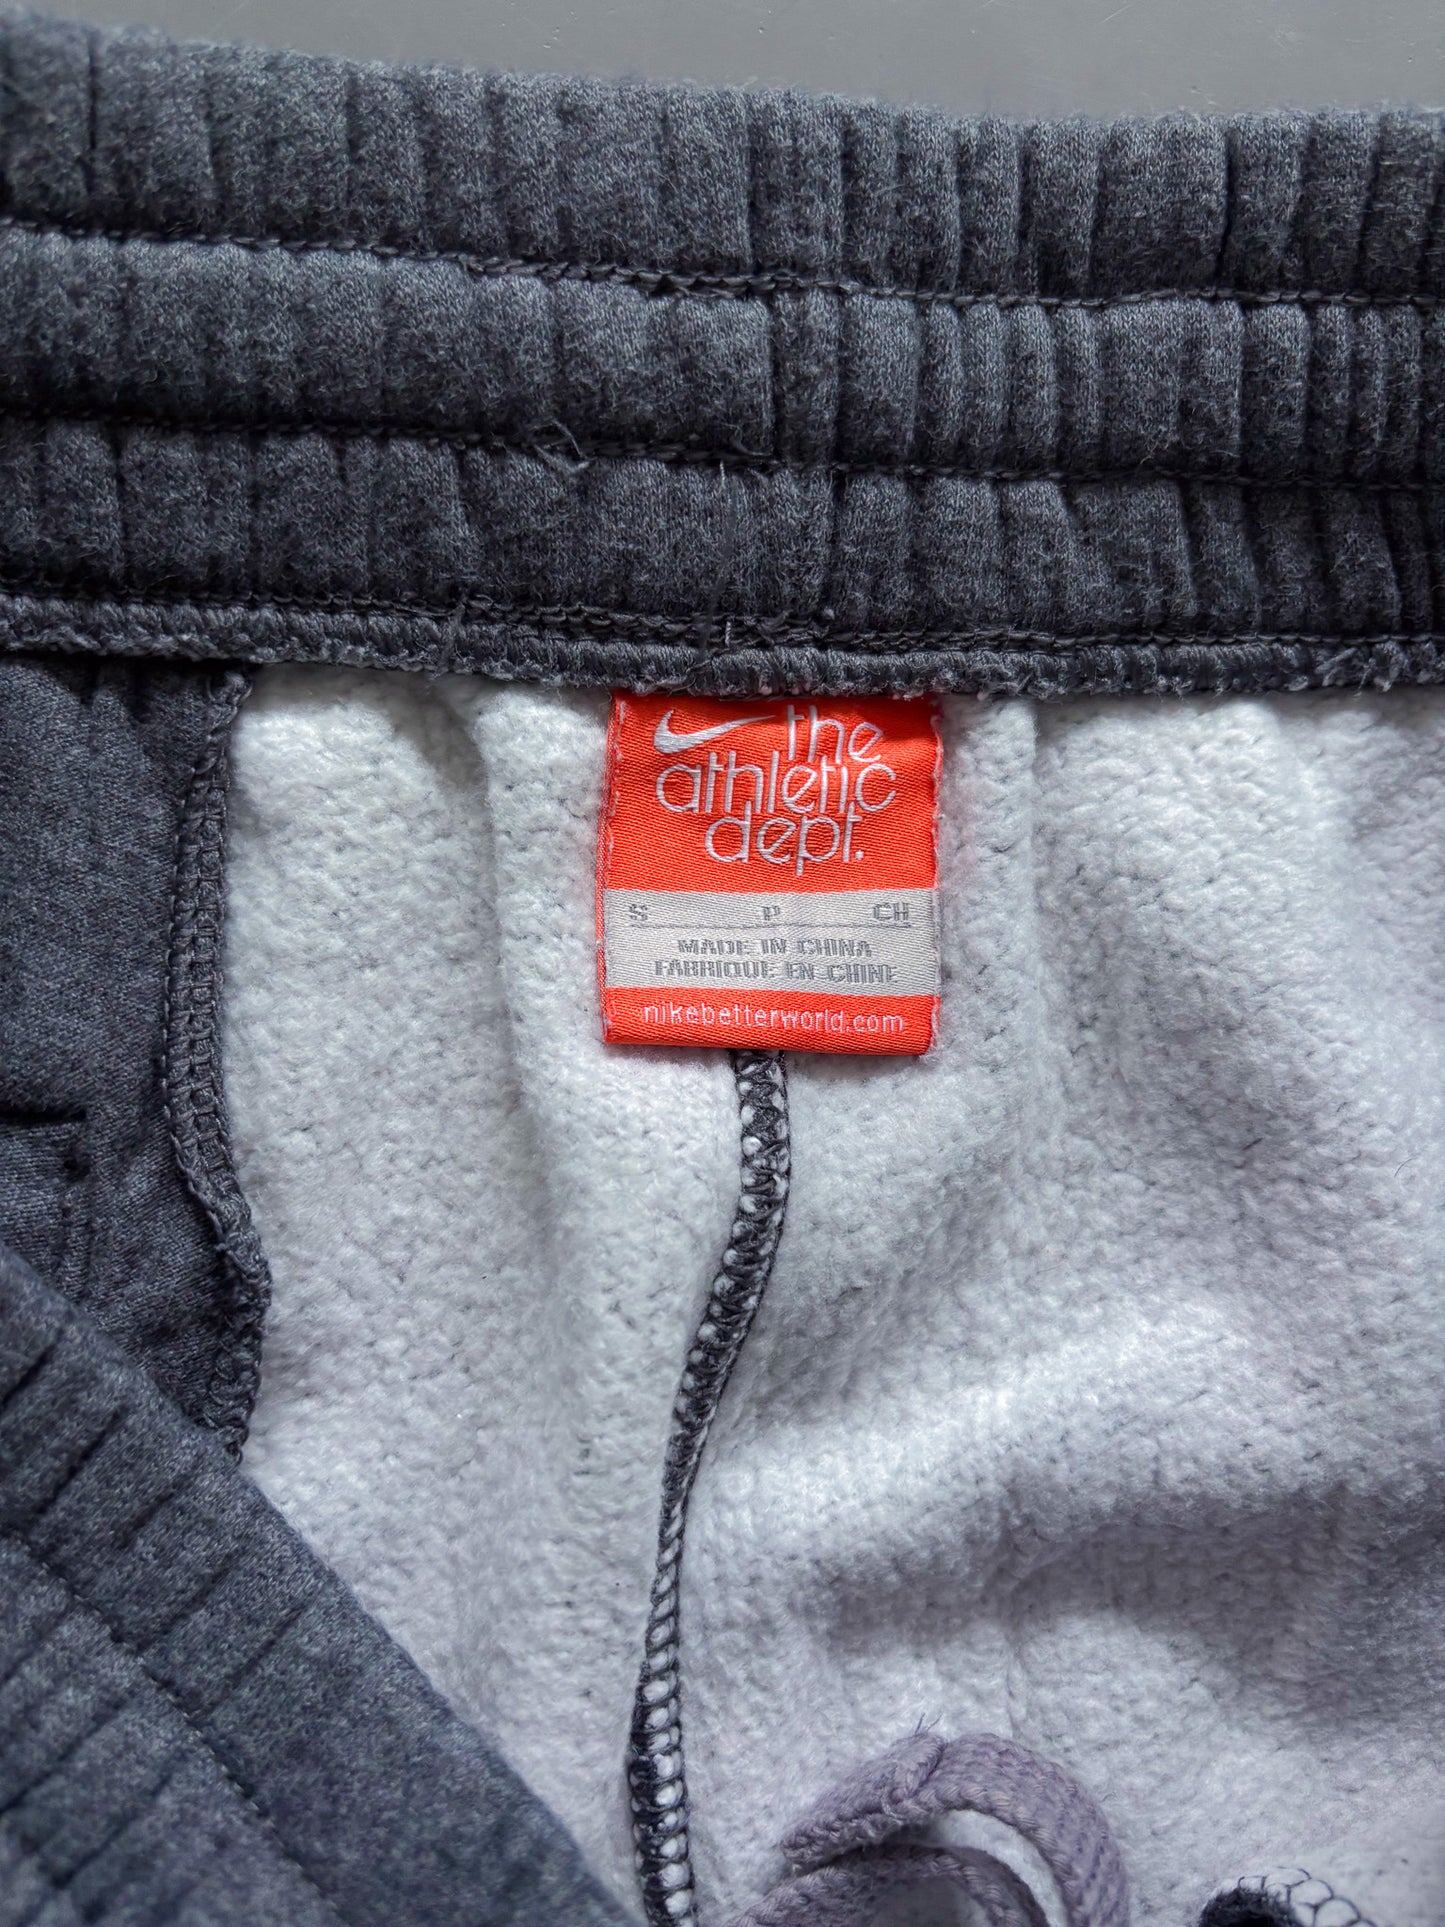 the
athletic
dept.
S P CH
MADE IN CHINA
FABRIQUE EN CHINE
nikebetterworld.com